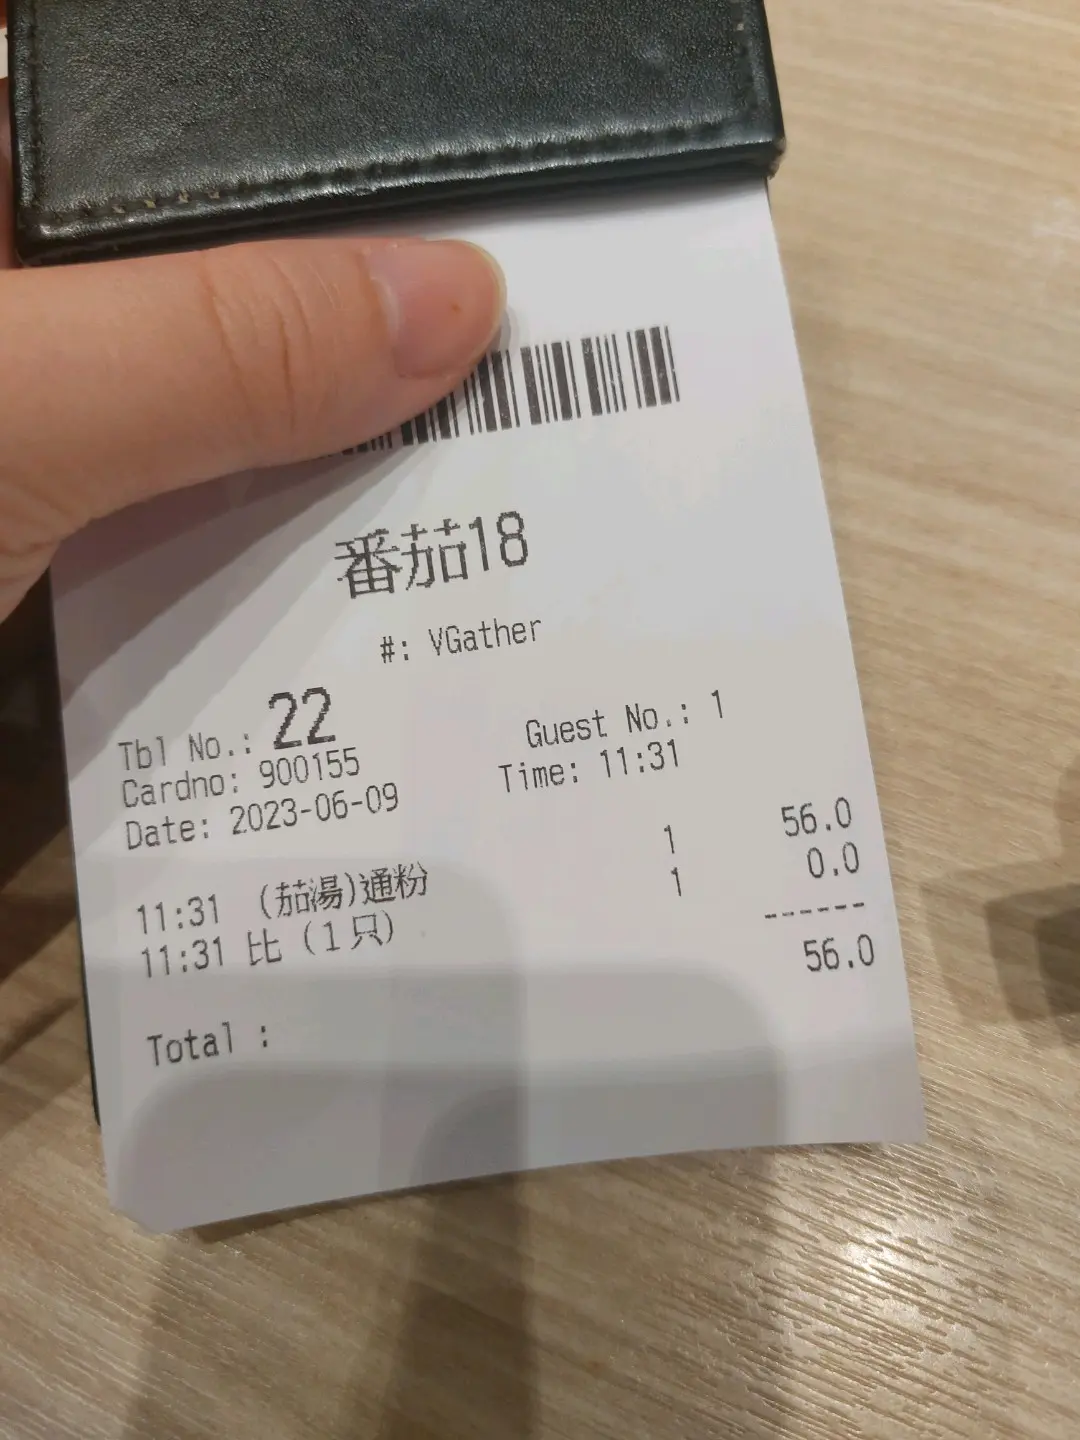 番茄18
#: VGather
Tbl No.: 22 Guest No.: 1
Cardno: 900155 Time: 11:31
Date: 2023-06-09
11:31 (茄湯)通粉 1 56.0
11:31 比 (1只) 1 0.0
------
Total : 56.0